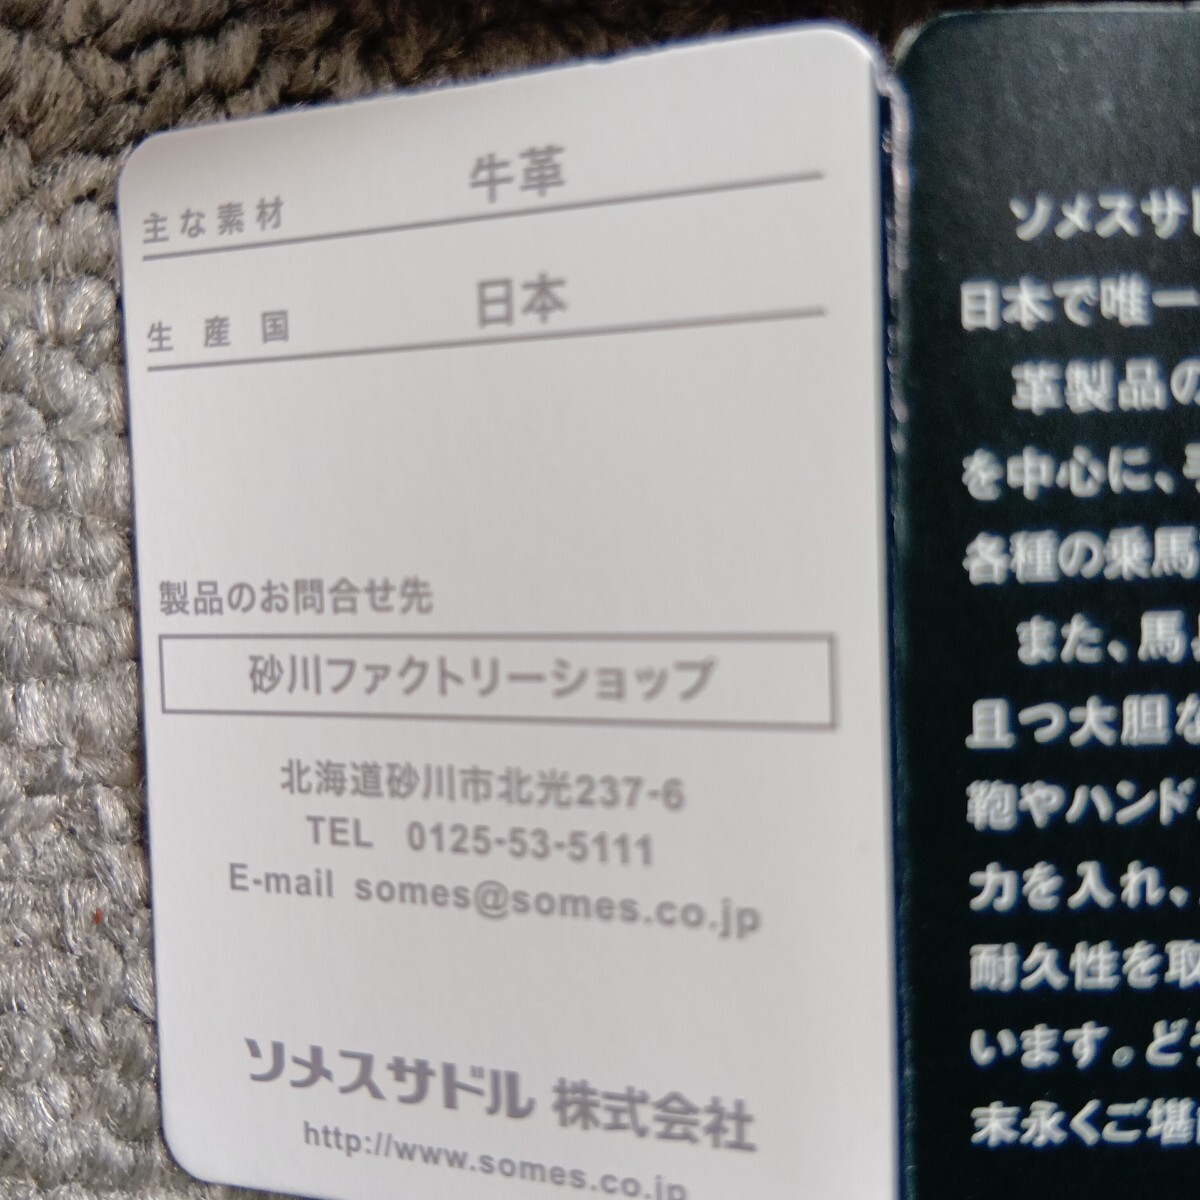 主な素材 牛革
生産国 日本
製品のお問合せ先
砂川ファクトリーショップ
北海道砂川市北光237-6
TEL 0125-53-5111
E-mail somes@somes.co.jp
ソメスサドル 株式会社
http://www.somes.co.jp
ソメスサド
日本で唯一
革製品の
を中心に、手
各種の乗馬
また、馬
且つ大胆な
鞄やハンド
力を入れ、
耐久性を取
います。どう
末永くご堪